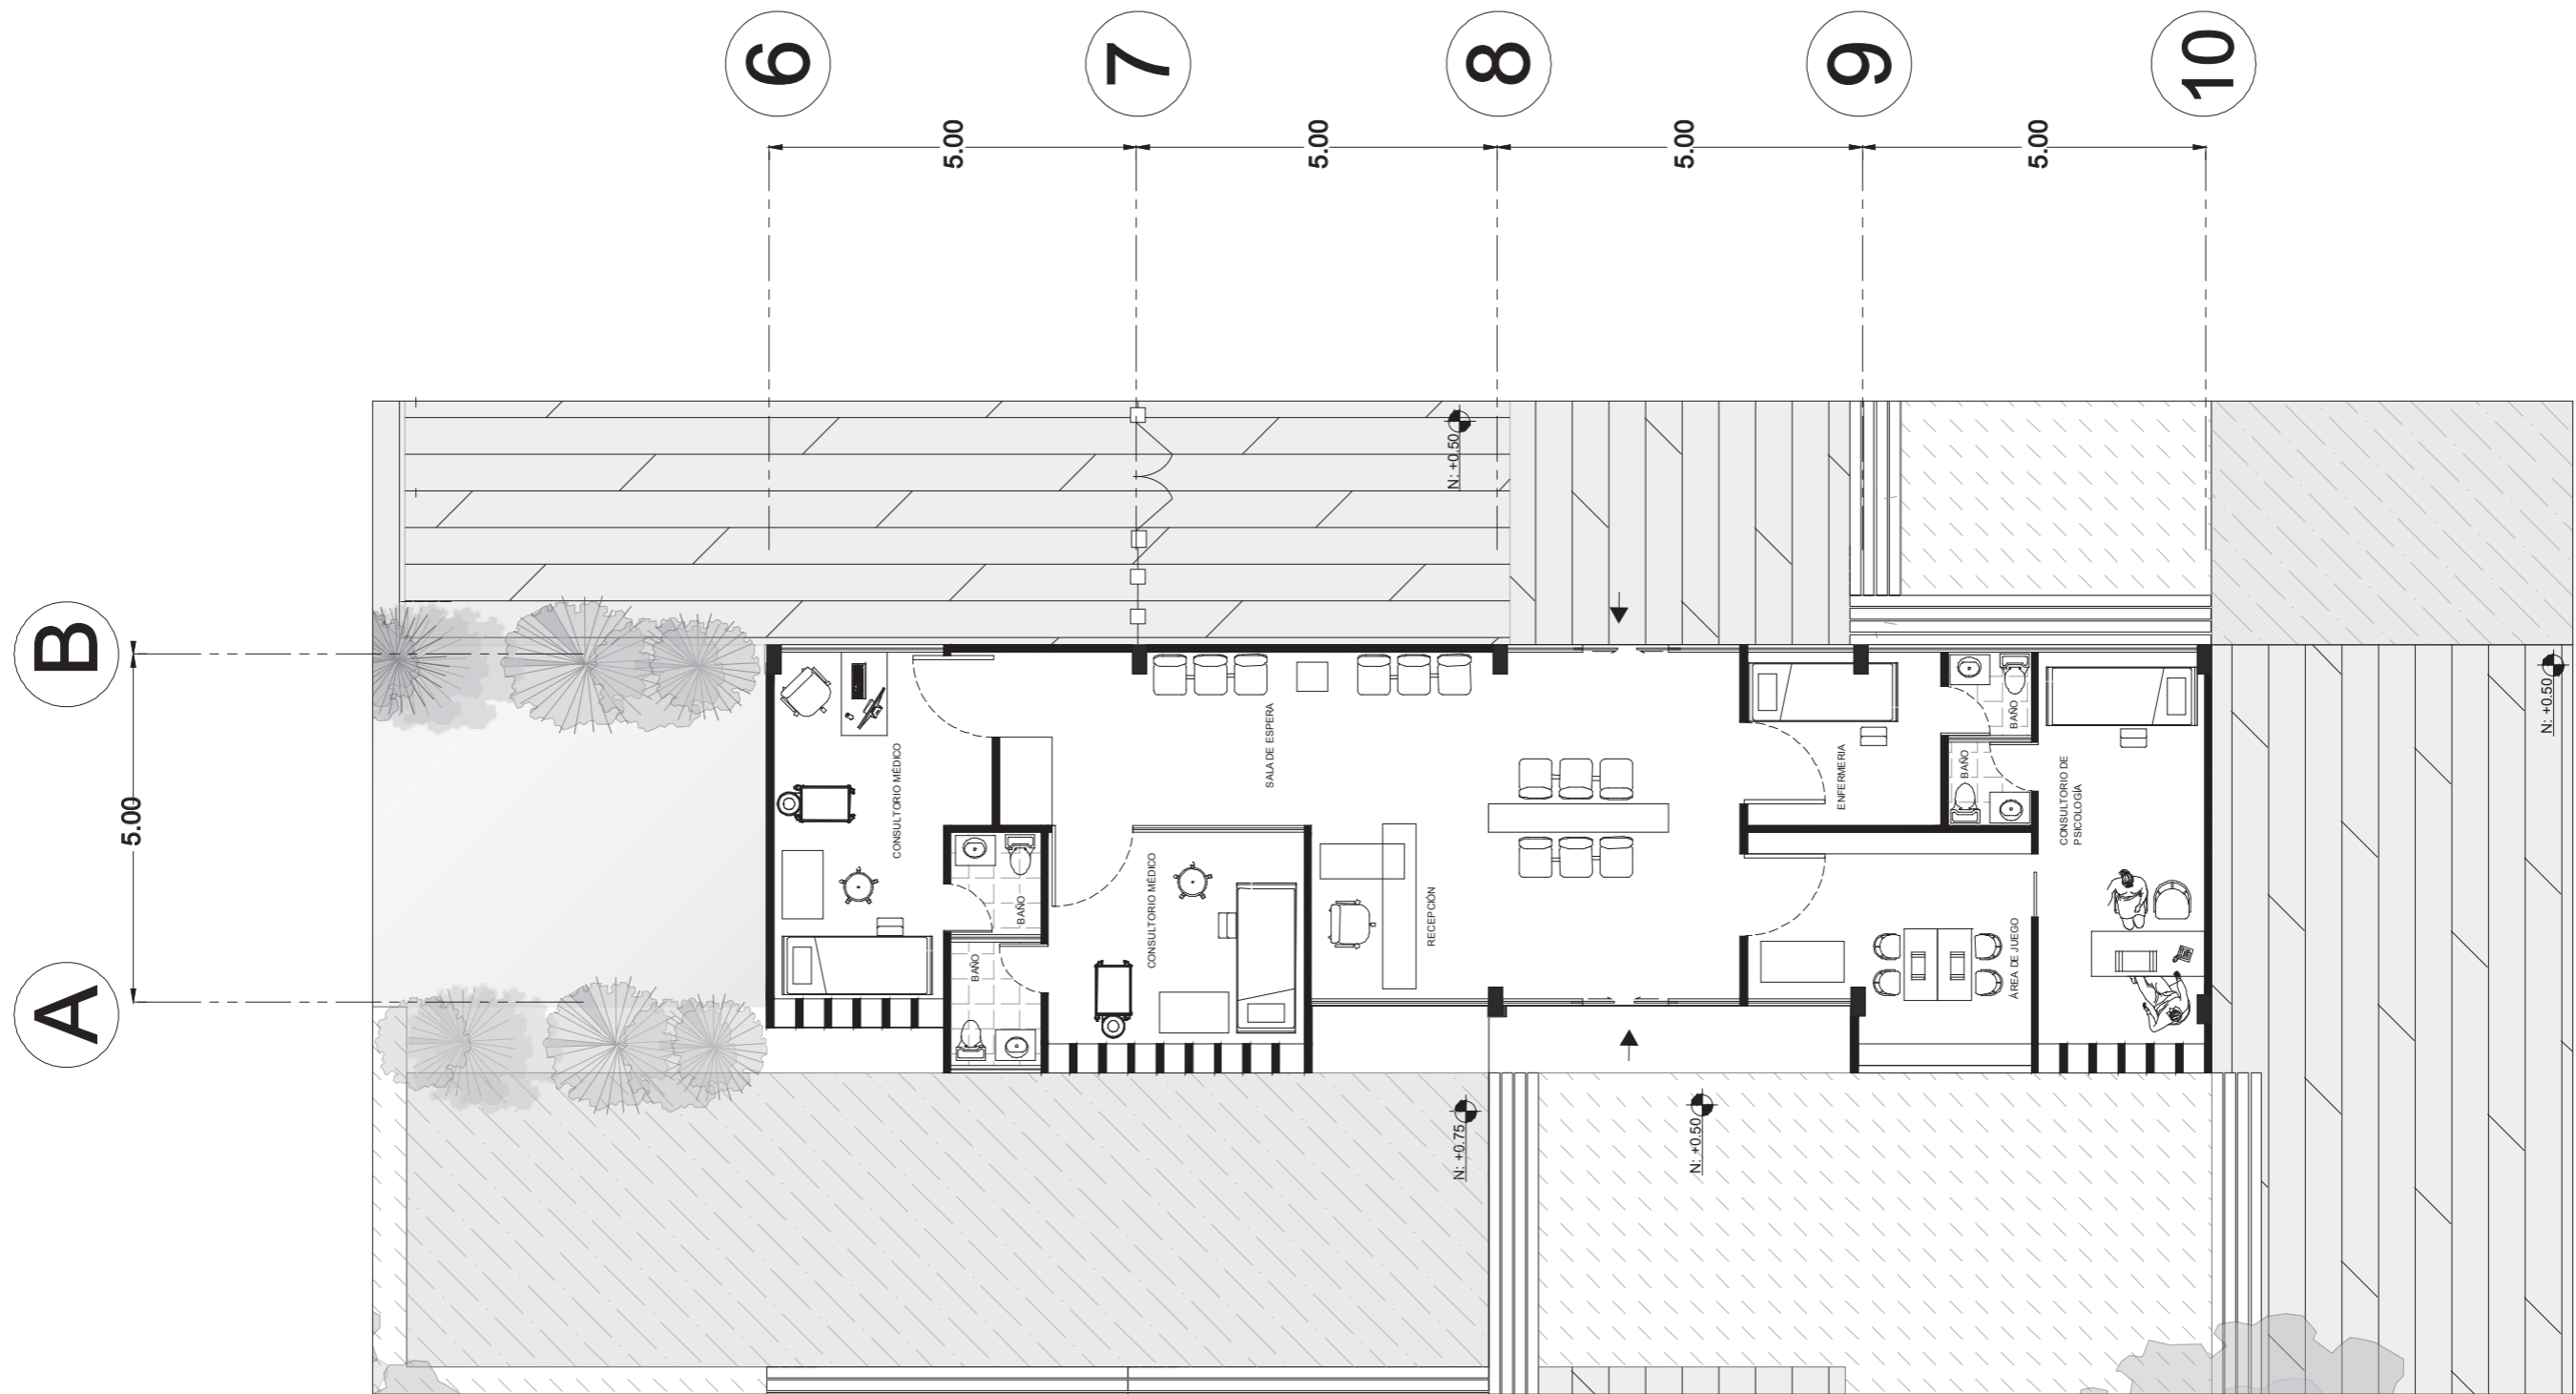 6
7
8
9
10
5.00
5.00
5.00
5.00
B
A
5.00
N: +0.50
N: +0.50
CONSULTORIO MÉDICO
SALA DE ESPERA
ENFERMERIA
BAÑO
BAÑO
CONSULTORIO DE
PSICOLOGÍA
BAÑO
BAÑO
CONSULTORIO MÉDICO
RECEPCIÓN
ÁREA DE JUEGO
N: +0.75
N: +0.50